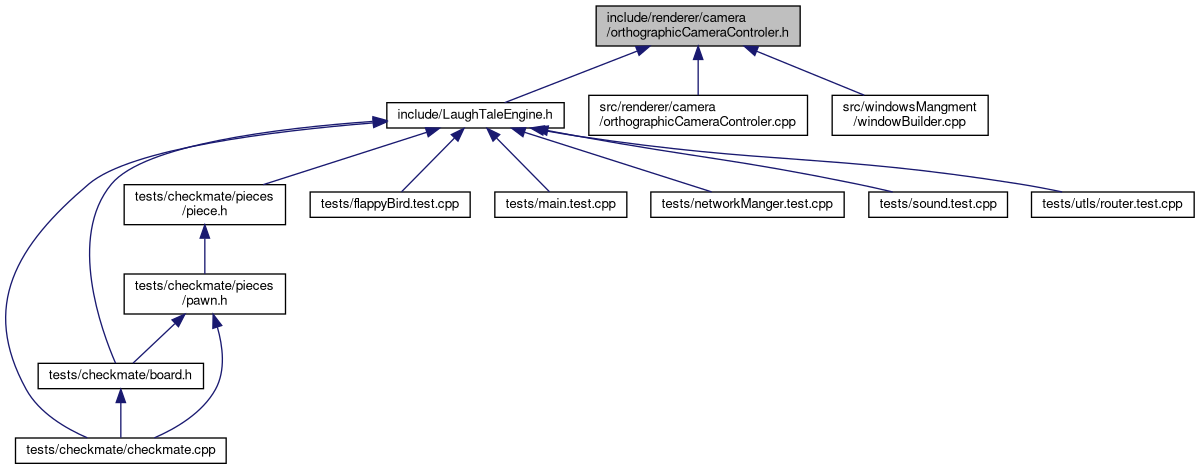 include/renderer/camera
/orthographicCameraControler.h
include/LaughTaleEngine.h
src/renderer/camera
/orthographicCameraControler.cpp
src/windowsMangment
/windowBuilder.cpp
tests/checkmate/pieces
/piece.h
tests/flappyBird.test.cpp
tests/main.test.cpp
tests/networkManger.test.cpp
tests/sound.test.cpp
tests/utls/router.test.cpp
tests/checkmate/pieces
/pawn.h
tests/checkmate/board.h
tests/checkmate/checkmate.cpp